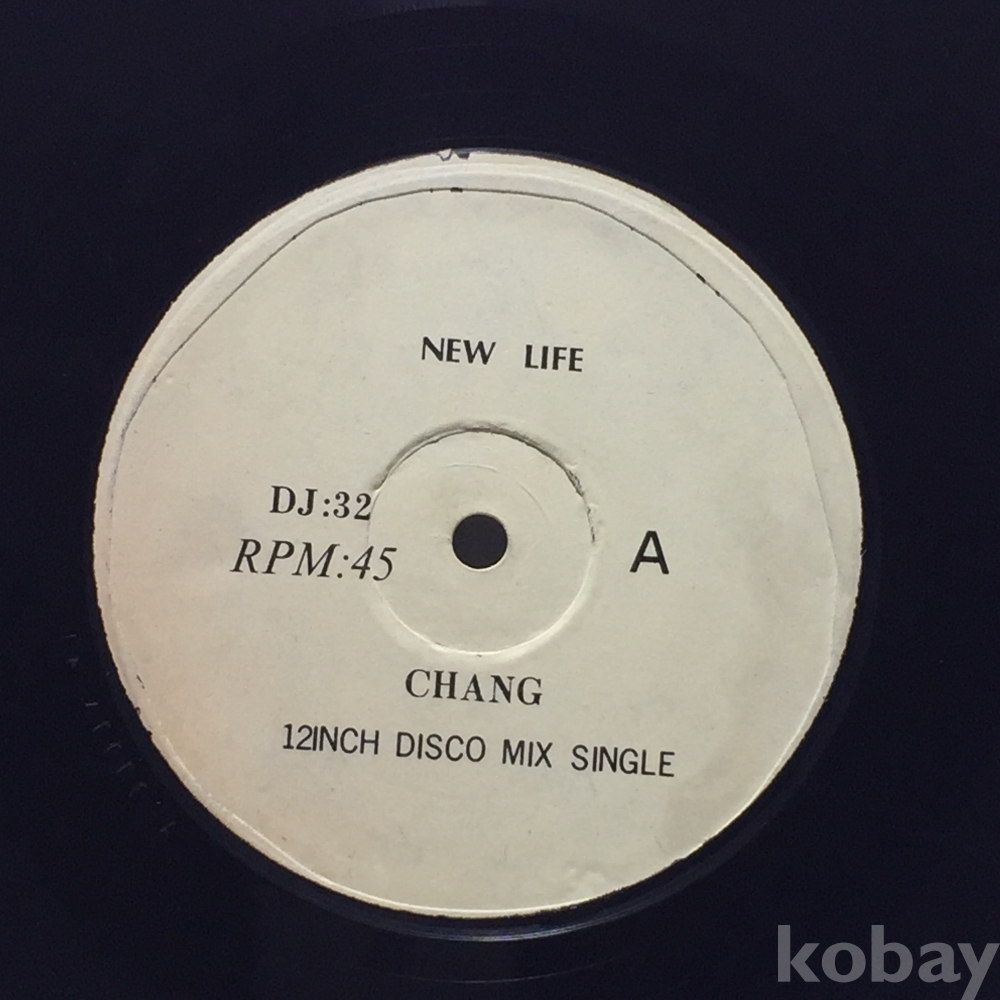 NEW LIFE
DJ:32
RPM:45
A
CHANG
12INCH DISCO MIX SINGLE
kobay